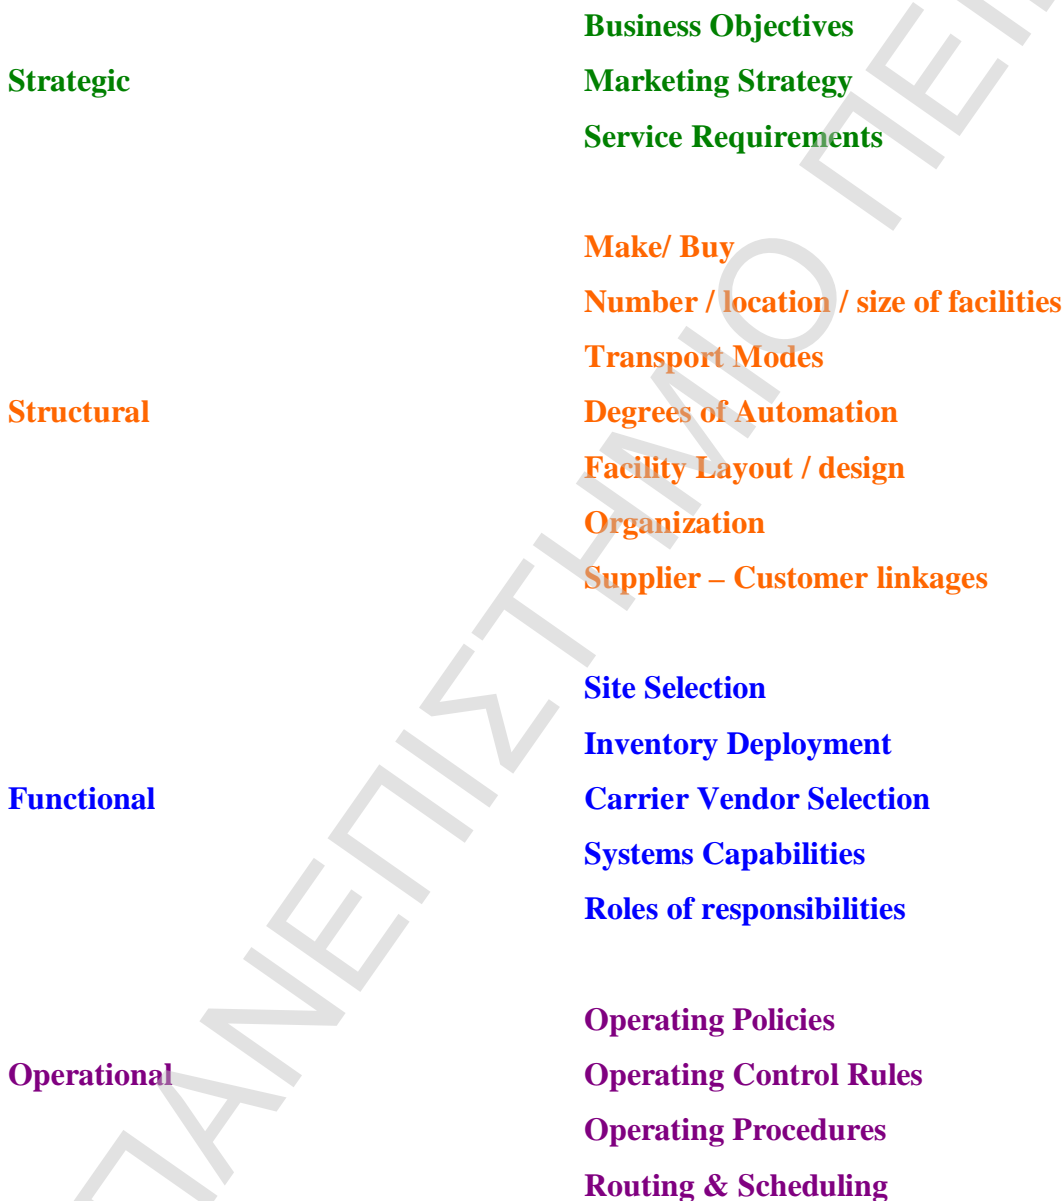 Business Objectives
Strategic Marketing Strategy
Service Requirements
Make/ Buy
Number / location / size of facilities
Transport Modes
Structural Degrees of Automation
Facility Layout / design
Organization
Supplier – Customer linkages
Site Selection
Inventory Deployment
Functional Carrier Vendor Selection
Systems Capabilities
Roles of responsibilities
Operating Policies
Operational Operating Control Rules
Operating Procedures
Routing & Scheduling
ΠΑΝΕΠΙΣΤΗΜΙΟ